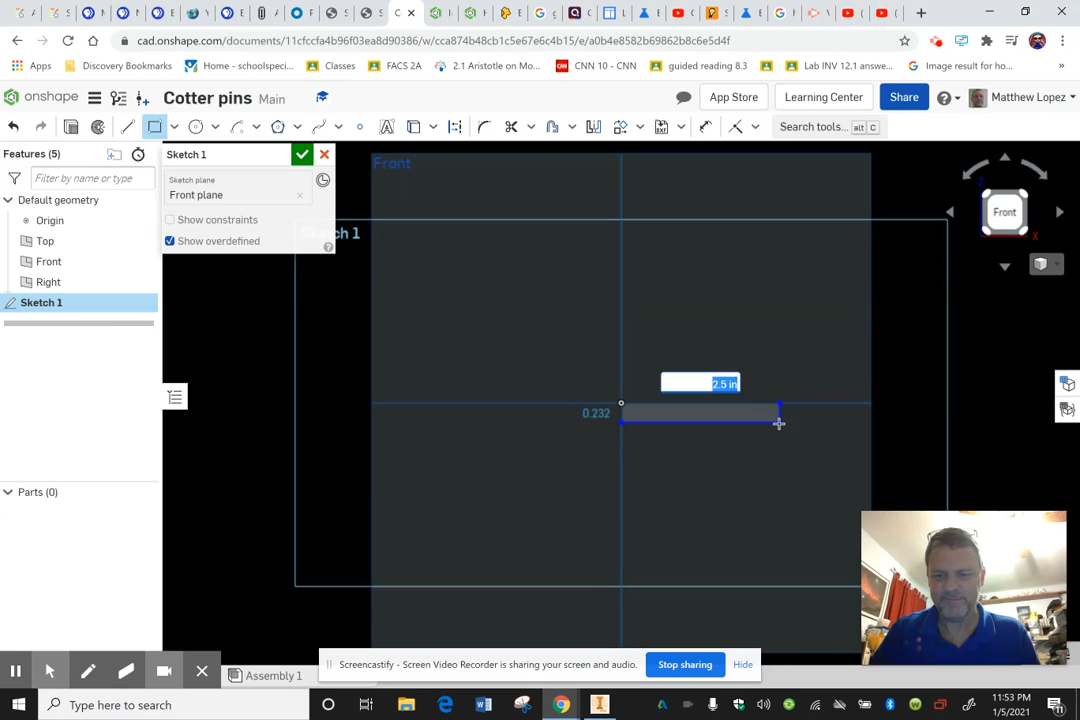 A
S
N
N
V
E
A
P
S
S
C
I
H
E
g
C
L
E
C
S
E
H
V
(
(
cad.onshape.com/documents/11cfccfa4b96f03ea8d90386/w/cca874b48cb1c5e67e6c4b15/e/a0b4e8582b69862b8c6e5d4f
Apps
Discovery Bookmarks
Home - schoolspeci...
Classes
FACS 2A
2.1 Aristotle on Mo...
CNN 10 - CNN
guided reading 8.3
Lab INV 12.1 answe...
Image result for ho...
onshape
Cotter pins Main
App Store
Learning Center
Share
Matthew Lopez
Search tools...
alt C
Features (5)
Filter by name or type
Default geometry
Origin
Top
Front
Right
Sketch 1
Parts (0)
Sketch 1
Sketch plane
Front plane
Show constraints
Show overdefined
Front
Sketch 1
2.5 in
0.232
Front
Z
X
Assembly 1
Screencastify - Screen Video Recorder is sharing your screen and audio.
Stop sharing
Hide
Type here to search
11:53 PM
1/5/2021